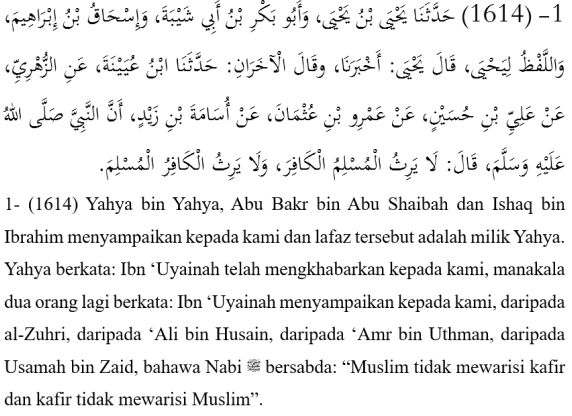 1- (1614) حَدَّثَنَا يَحْيَى بْنُ يَحْيَى، وَأَبُو بَكْرِ بْنُ أَبِي شَيْبَةَ، وَإِسْحَاقُ بْنُ إِبْرَاهِيمَ،
وَاللَّفْظُ لِيَحْيَى، قَالَ يَحْيَى: أَخْبَرَنَا، وقَالَ الْآخَرَانِ: حَدَّثَنَا ابْنُ عُيَيْنَةَ، عَنِ الزُّهْرِيِّ،
عَنْ عَلِيِّ بْنِ حُسَيْنٍ، عَنْ عَمْرِو بْنِ عُثْمَانَ، عَنْ أُسَامَةَ بْنِ زَيْدٍ، أَنَّ النَّبِيَّ صَلَّى اللهُ
عَلَيْهِ وَسَلَّمَ، قَالَ: لَا يَرِثُ الْمُسْلِمُ الْكَافِرَ، وَلَا يَرِثُ الْكَافِرُ الْمُسْلِمَ.
1- (1614) Yahya bin Yahya, Abu Bakr bin Abu Shaibah dan Ishaq bin
Ibrahim menyampaikan kepada kami dan lafaz tersebut adalah milik Yahya.
Yahya berkata: Ibn ‘Uyainah telah mengkhabarkan kepada kami, manakala
dua orang lagi berkata: Ibn ‘Uyainah menyampaikan kepada kami, daripada
al-Zuhri, daripada ‘Ali bin Husain, daripada ‘Amr bin Uthman, daripada
Usamah bin Zaid, bahawa Nabi ﷺ bersabda: “Muslim tidak mewarisi kafir
dan kafir tidak mewarisi Muslim”.